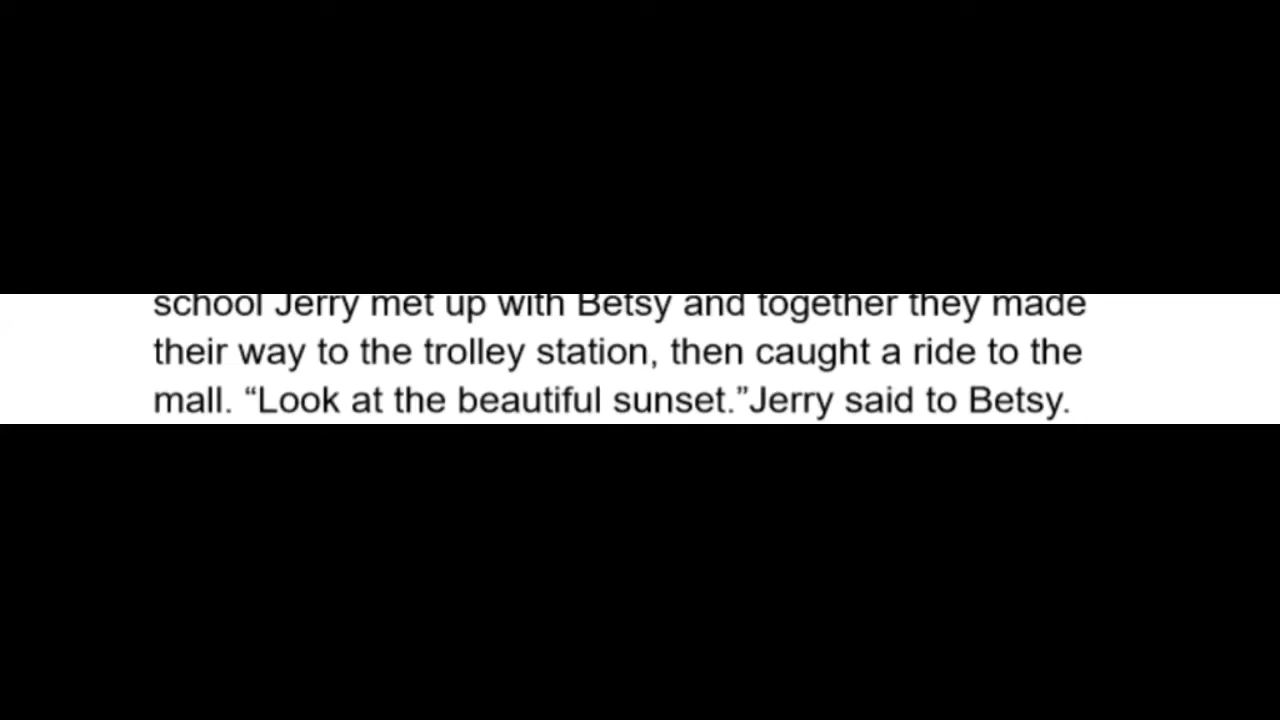 school Jerry met up with Betsy and together they made
their way to the trolley station, then caught a ride to the
mall. “Look at the beautiful sunset.”Jerry said to Betsy.